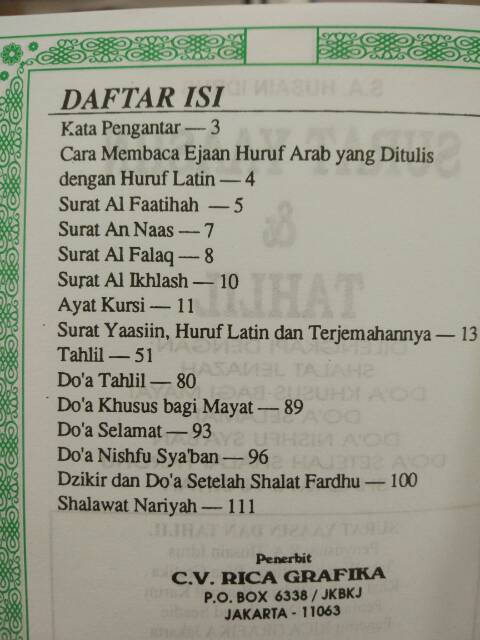 DAFTAR ISI
Kata Pengantar — 3
Cara Membaca Ejaan Huruf Arab yang Ditulis
dengan Huruf Latin — 4
Surat Al Faatihah — 5
Surat An Naas — 7
Surat Al Falaq — 8
Surat Al Ikhlash — 10
Ayat Kursi — 11
Surat Yaasiin, Huruf Latin dan Terjemahannya — 13
Tahlil — 51
Do'a Tahlil — 80
Do'a Khusus bagi Mayat — 89
Do'a Selamat — 93
Do'a Nishfu Sya'ban — 96
Dzikir dan Do'a Setelah Shalat Fardhu — 100
Shalawat Nariyah — 111
Penerbit
C.V. RICA GRAFIKA
P.O. BOX 6338 / JKBKJ
JAKARTA - 11063